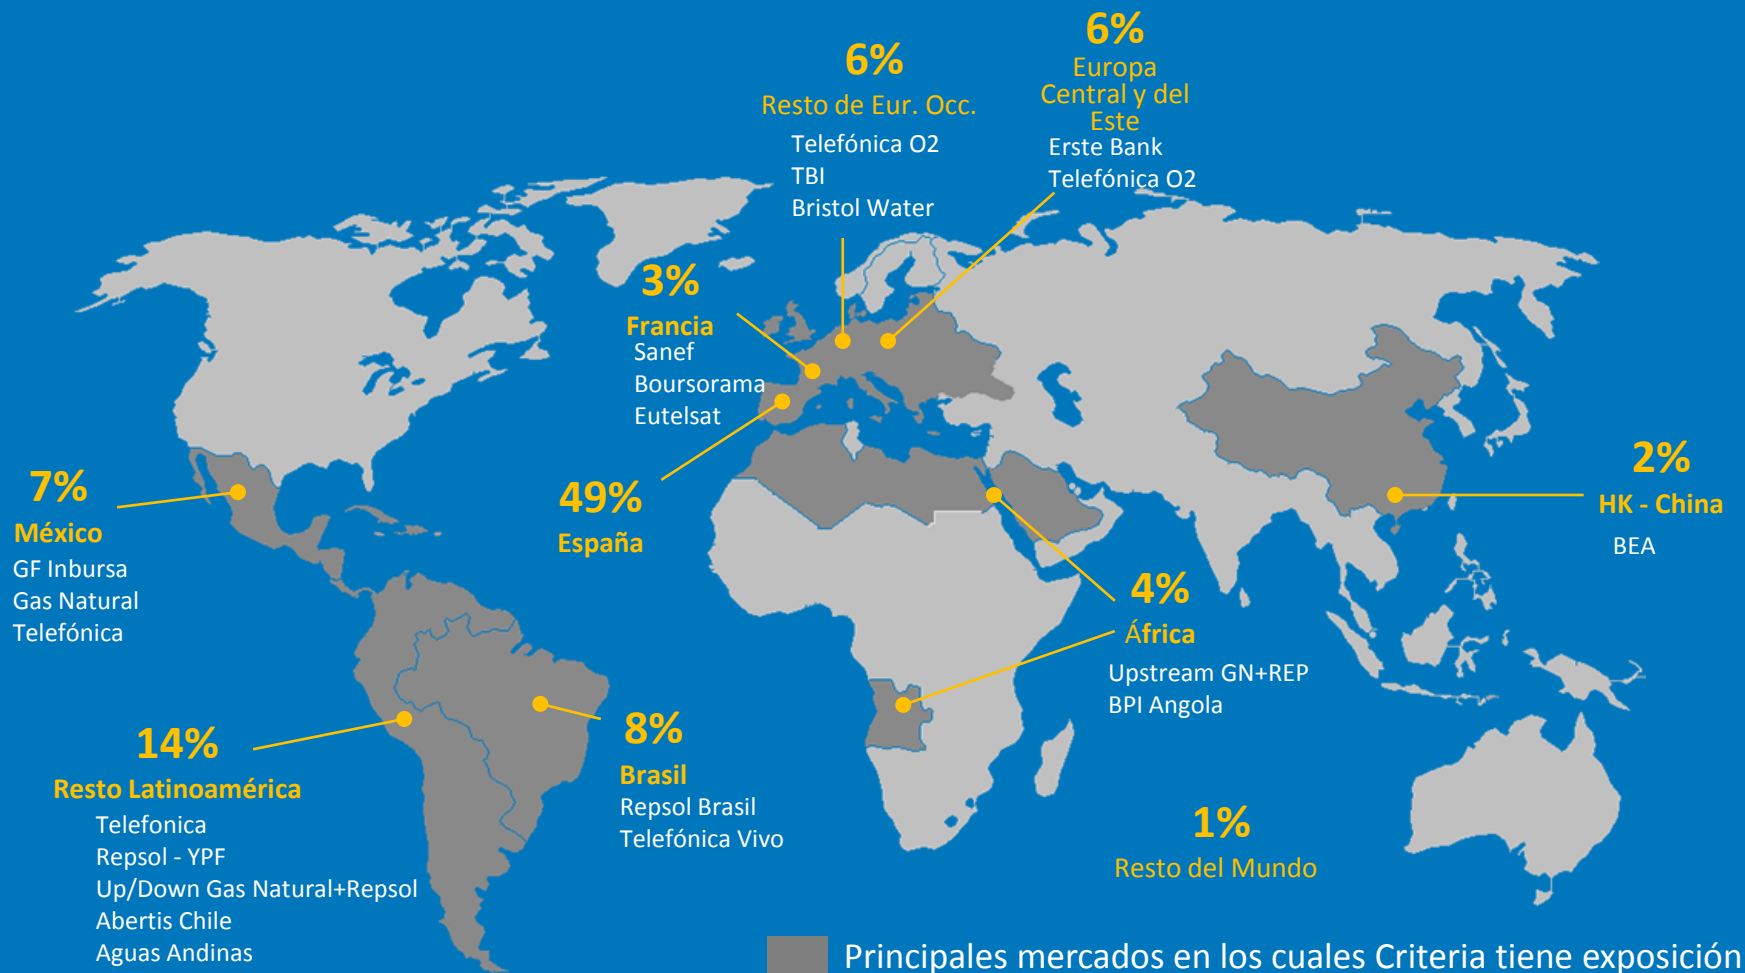 6%
Resto de Eur. Occ.
Telefónica O2
TBI
Bristol Water
6%
Europa
Central y del
Este
Erste Bank
Telefónica O2
3%
Francia
Sanef
Boursorama
Eutelsat
49%
España
7%
México
GF Inbursa
Gas Natural
Telefónica
2%
HK - China
BEA
4%
África
Upstream GN+REP
BPI Angola
14%
Resto Latinoamérica
Telefonica
Repsol - YPF
Up/Down Gas Natural+Repsol
Abertis Chile
Aguas Andinas
8%
Brasil
Repsol Brasil
Telefónica Vivo
1%
Resto del Mundo
Principales mercados en los cuales Criteria tiene exposición